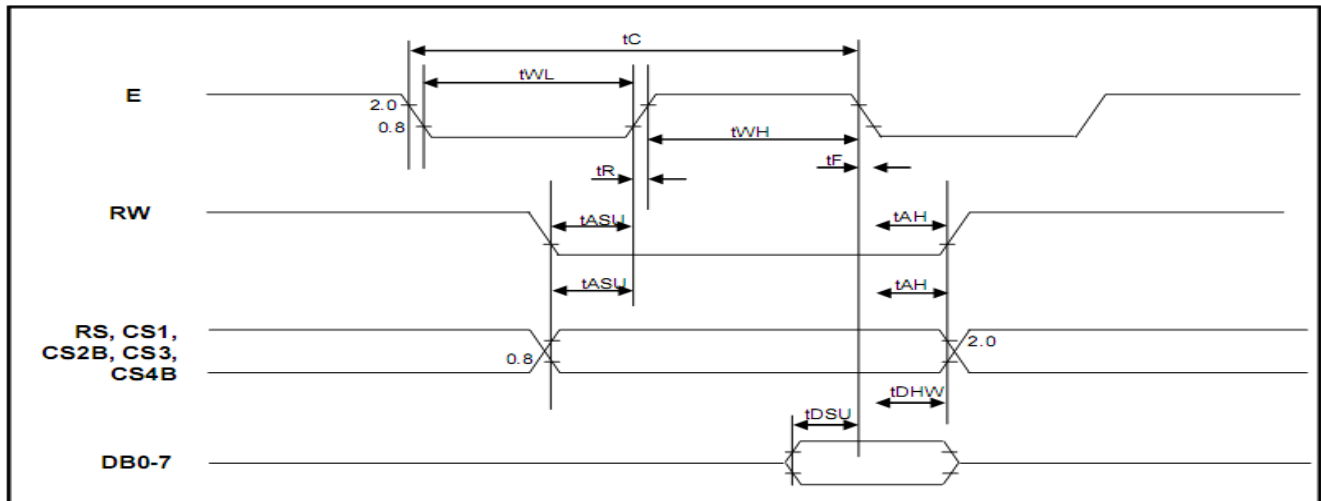 tC
tWL
E
2.0
0.8
tWH
tF
tR
RW
tASU
tAH
tASU
tAH
RS, CS1,
CS2B, CS3,
CS4B
0.8
2.0
tDHW
tDSU
DB0-7